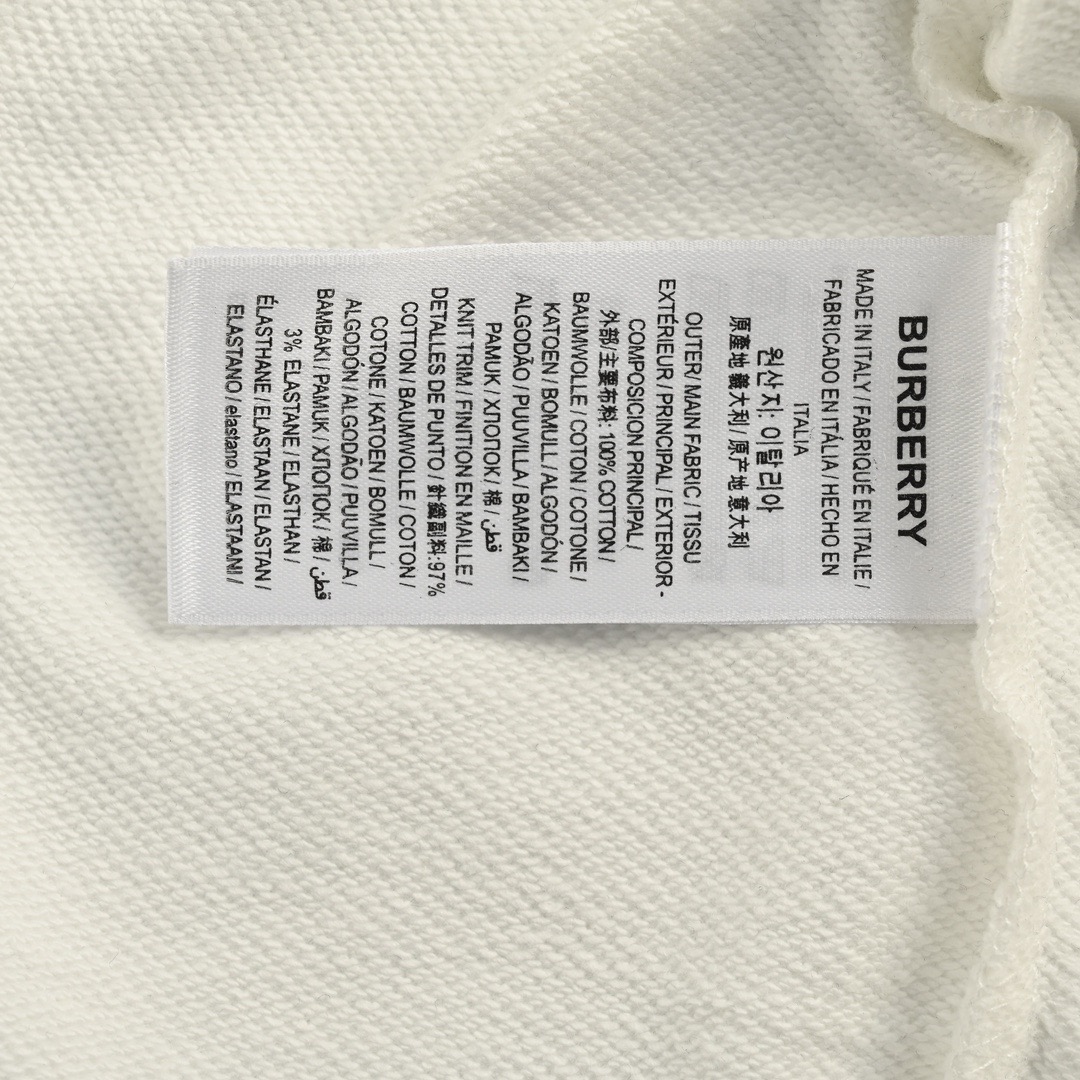 BURBERRY
MADE IN ITALY / FABRIQUÉ EN ITALIE /
FABRICADO EN ITÁLIA / HECHO EN
ITALIA
원산지: 이탈리아
原產地 義大利 / 原产地 意大利
OUTER MAIN FABRIC / TISSU
EXTÉRIEUR / PRINCIPAL / EXTERIOR -
COMPOSICION PRINCIPAL /
外部/主要布料: 100% COTTON /
BAUMWOLLE / COTON / COTONE /
KATOEN / BOMULL / ALGODÓN /
ALGODÃO / PUUVILLA / BAMBAKI /
PAMUK / ХЛОПОК / 棉 / قطن
KNIT TRIM / FINITION EN MAILLE /
DETALLES DE PUNTO / 針織副料:97%
COTTON / BAUMWOLLE / COTON /
COTONE / KATOEN / BOMULL /
ALGODÓN / ALGODÃO / PUUVILLA /
BAMBAKI / PAMUK / ХЛОПОК / 棉 / قطن
3% ELASTANE / ELASTHAN /
ÉLASTHANE / ELASTAAN / ELASTAN /
ELASTANO / elastano / ELASTAANI /